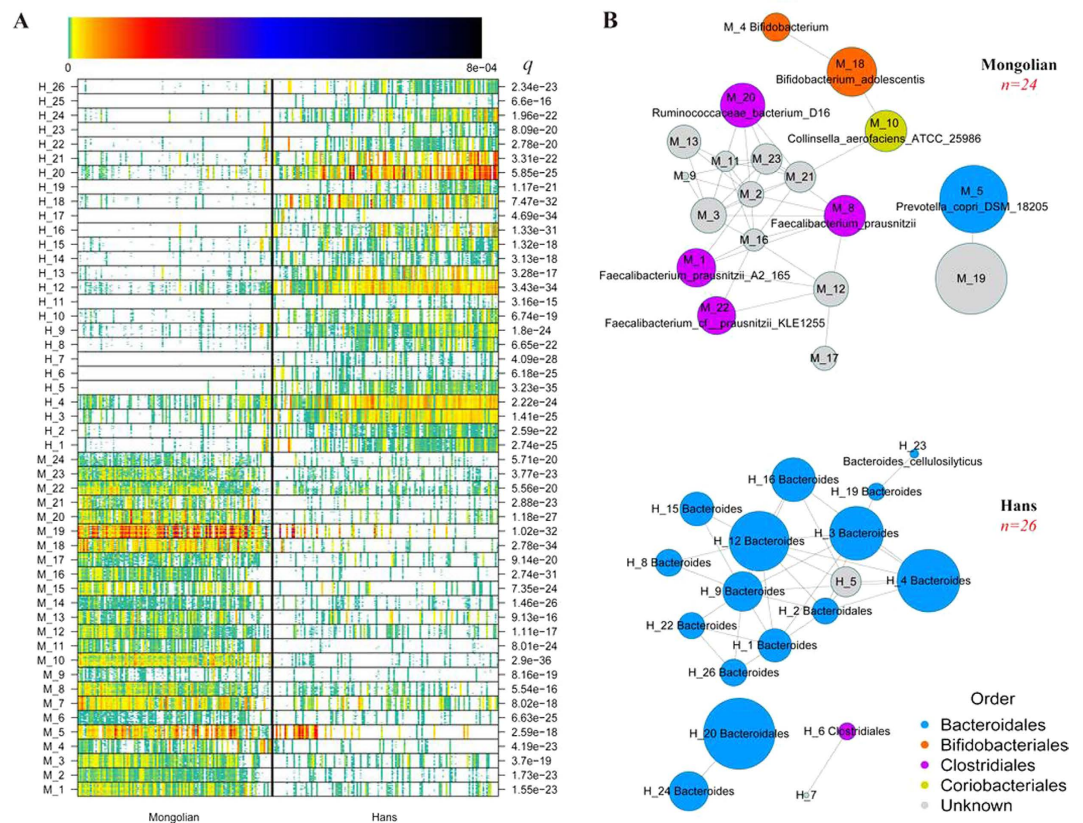 A
0
8e-04
q
H_26 2.34e-23
H_25 6.6e-16
H_24 1.96e-22
H_23 8.09e-20
H_22 2.78e-20
H_21 3.31e-22
H_20 5.85e-25
H_19 1.17e-21
H_18 7.47e-32
H_17 4.69e-34
H_16 1.33e-31
H_15 1.32e-18
H_14 3.13e-18
H_13 3.28e-17
H_12 3.43e-34
H_11 3.16e-15
H_10 6.74e-19
H_9 1.8e-24
H_8 6.65e-22
H_7 4.09e-28
H_6 6.18e-25
H_5 3.23e-35
H_4 2.22e-24
H_3 1.41e-25
H_2 2.59e-22
H_1 2.74e-25
M_24 5.71e-20
M_23 3.77e-23
M_22 5.56e-20
M_21 2.88e-23
M_20 1.18e-27
M_19 1.02e-32
M_18 2.78e-34
M_17 9.14e-20
M_16 2.74e-31
M_15 7.35e-24
M_14 1.46e-26
M_13 9.13e-16
M_12 1.11e-17
M_11 8.01e-24
M_10 2.9e-36
M_9 8.16e-19
M_8 5.54e-16
M_7 8.02e-18
M_6 6.63e-25
M_5 2.59e-18
M_4 4.19e-23
M_3 3.7e-19
M_2 1.73e-23
M_1 1.55e-23
Mongolian
Hans
B
M_4 Bifidobacterium
M_18
Bifidobacterium_adolescentis
Mongolian
n=24
M_20
Ruminococcaceae_bacterium_D16
M_10
Collinsella_aerofaciens_ATCC_25986
M_13
M_11
M_23
M_9
M_21
M_2
M_5
Prevotella_copri_DSM_18205
M_3
M_8
Faecalibacterium_prausnitzii
M_16
M_1
Faecalibacterium_prausnitzii_A2_165
M_19
M_12
M_22
Faecalibacterium_cf__prausnitzii_KLE1255
M_17
H_23
Bacteroides_cellulosilyticus
H_16 Bacteroides
H_19 Bacteroides
Hans
n=26
H_15 Bacteroides
H_12 Bacteroides
H_3 Bacteroides
H_8 Bacteroides
H_5
H_4 Bacteroides
H_9 Bacteroides
H_2 Bacteroidales
H_22 Bacteroides
H_1 Bacteroides
H_26 Bacteroides
H_20 Bacteroidales
H_6 Clostridiales
H_24 Bacteroides
H_7
Order
Bacteroidales
Bifidobacteriales
Clostridiales
Coriobacteriales
Unknown